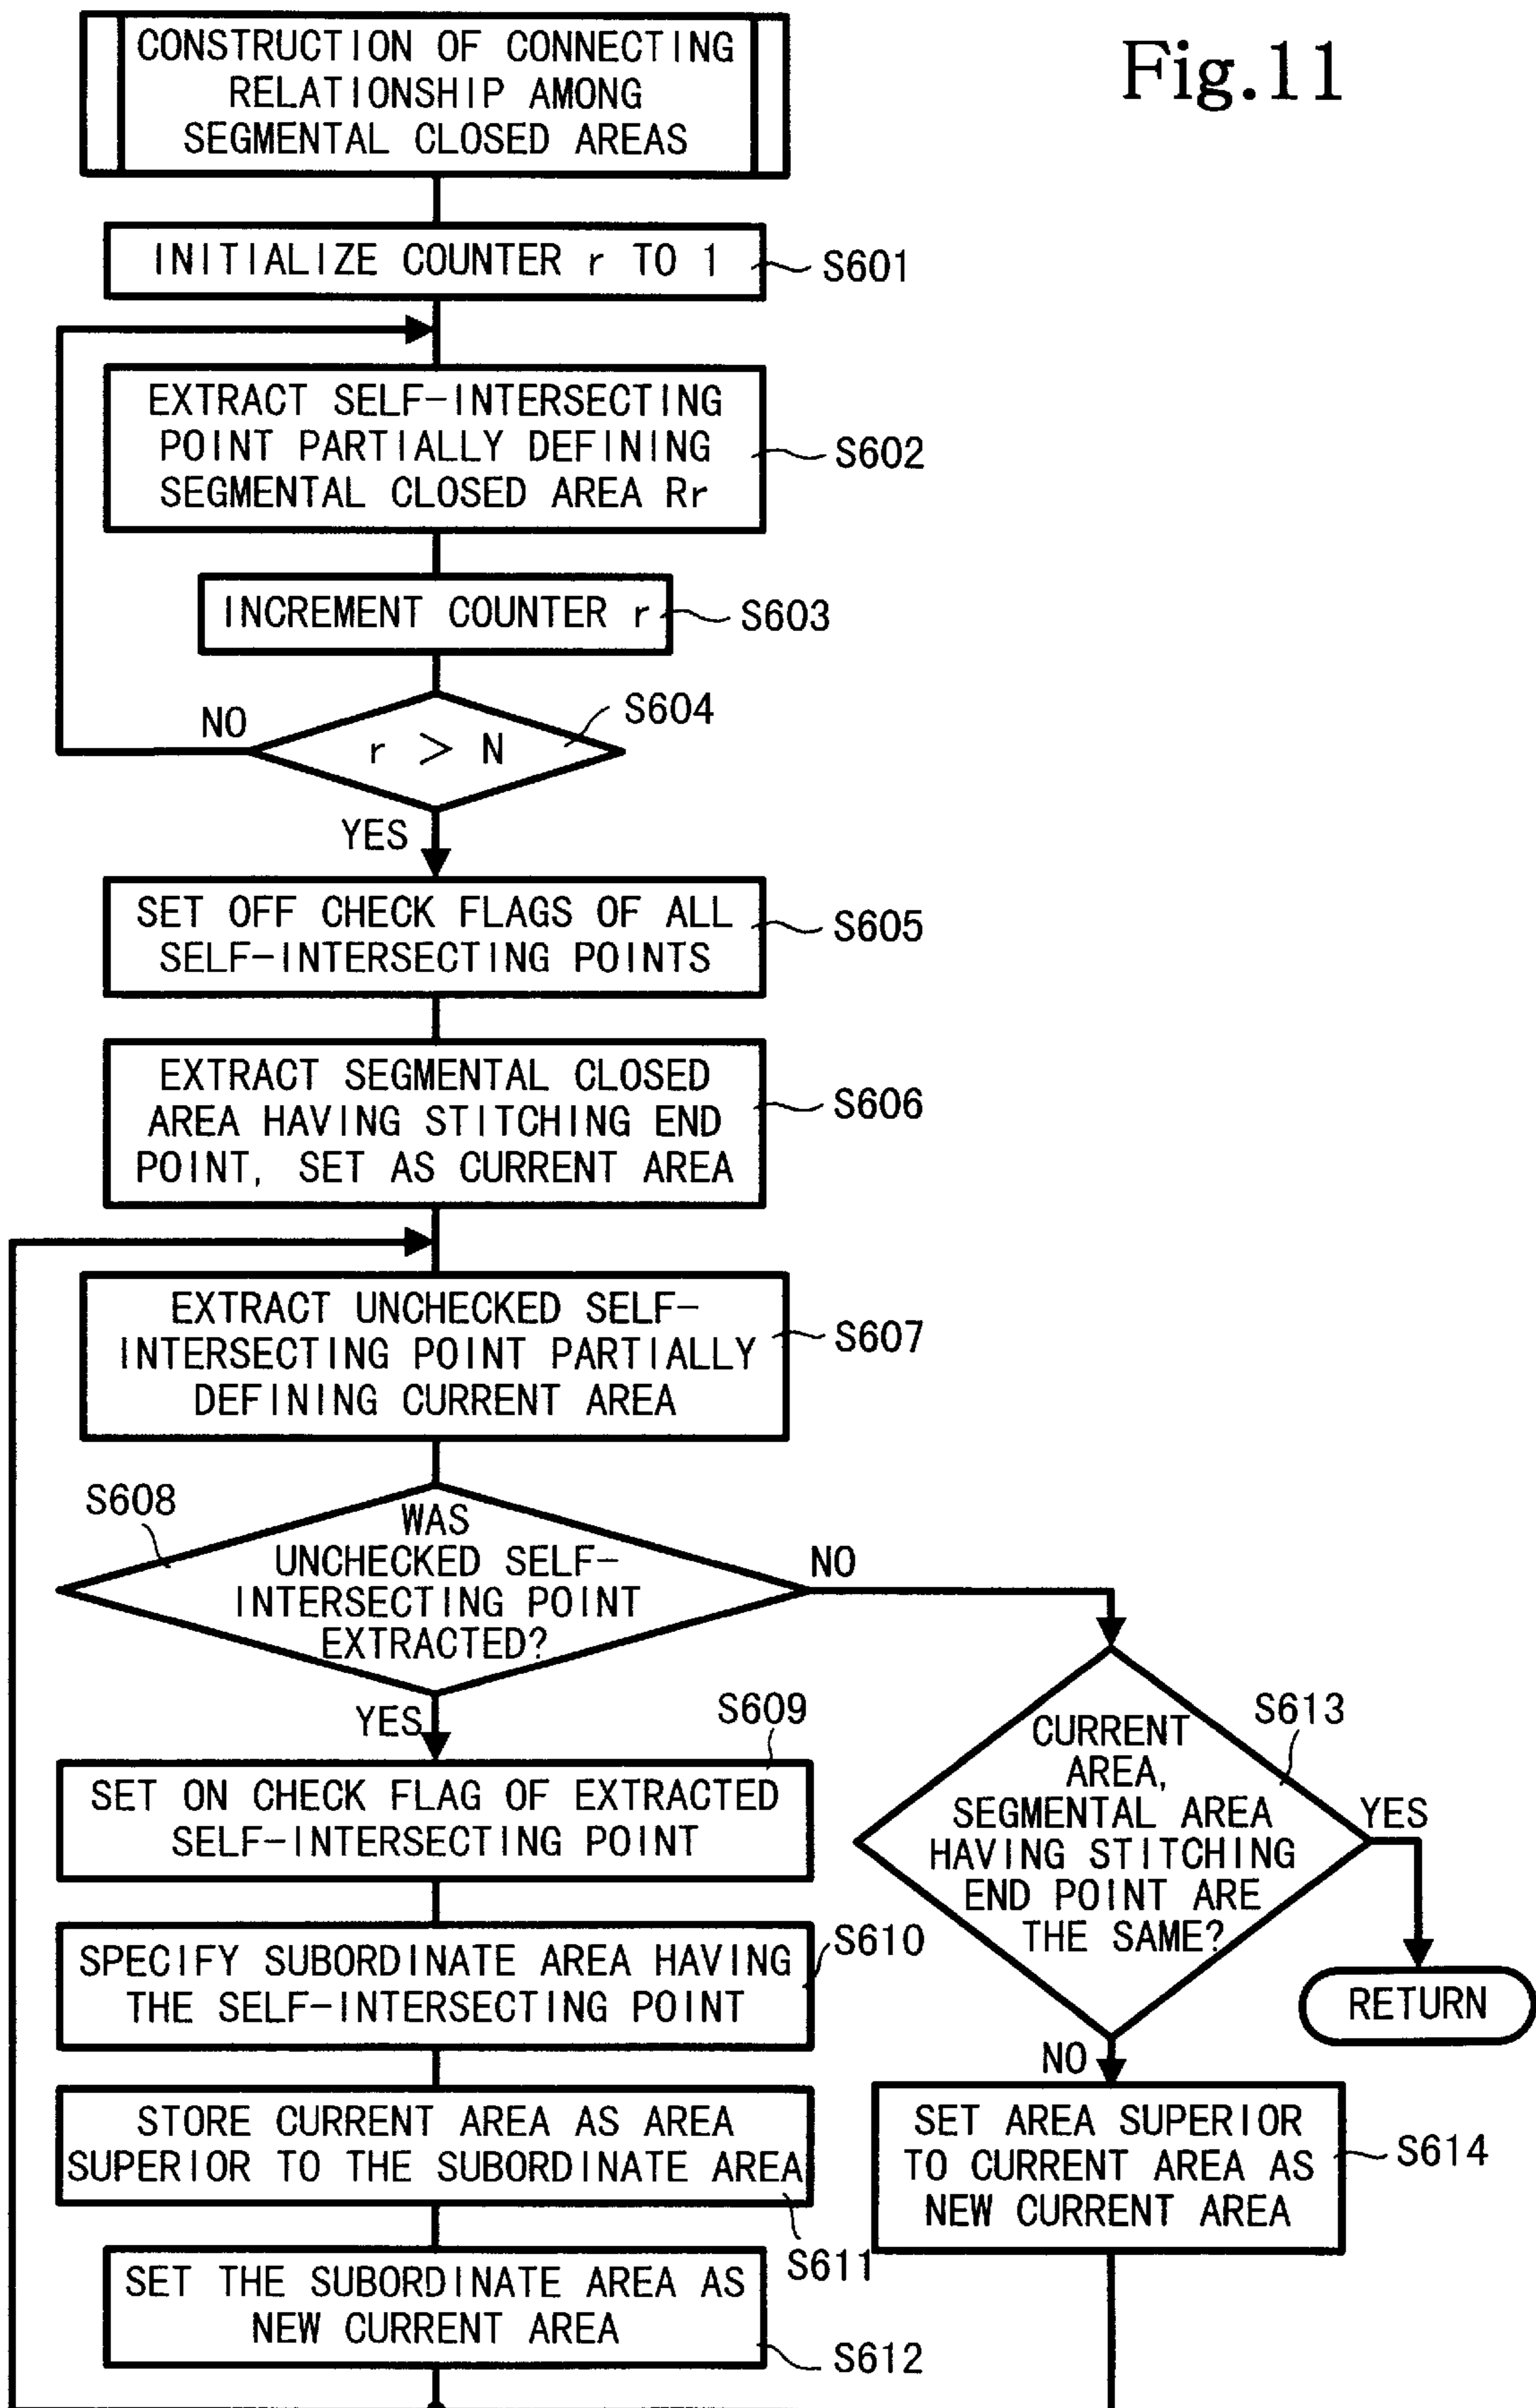 Fig.11
CONSTRUCTION OF CONNECTING
RELATIONSHIP AMONG
SEGMENTAL CLOSED AREAS
INITIALIZE COUNTER r TO 1
S601
EXTRACT SELF-INTERSECTING
POINT PARTIALLY DEFINING
SEGMENTAL CLOSED AREA Rr
S602
INCREMENT COUNTER r
S603
S604
NO
r > N
YES
SET OFF CHECK FLAGS OF ALL
SELF-INTERSECTING POINTS
S605
EXTRACT SEGMENTAL CLOSED
AREA HAVING STITCHING END
POINT, SET AS CURRENT AREA
S606
EXTRACT UNCHECKED SELF-
INTERSECTING POINT PARTIALLY
DEFINING CURRENT AREA
S607
S608
WAS
UNCHECKED SELF-
INTERSECTING POINT
EXTRACTED?
NO
YES
S609
SET ON CHECK FLAG OF EXTRACTED
SELF-INTERSECTING POINT
SPECIFY SUBORDINATE AREA HAVING
THE SELF-INTERSECTING POINT
S610
STORE CURRENT AREA AS AREA
SUPERIOR TO THE SUBORDINATE AREA
S611
SET THE SUBORDINATE AREA AS
NEW CURRENT AREA
S612
S613
CURRENT
AREA,
SEGMENTAL AREA
HAVING STITCHING
END POINT ARE
THE SAME?
YES
RETURN
NO
SET AREA SUPERIOR
TO CURRENT AREA AS
NEW CURRENT AREA
S614